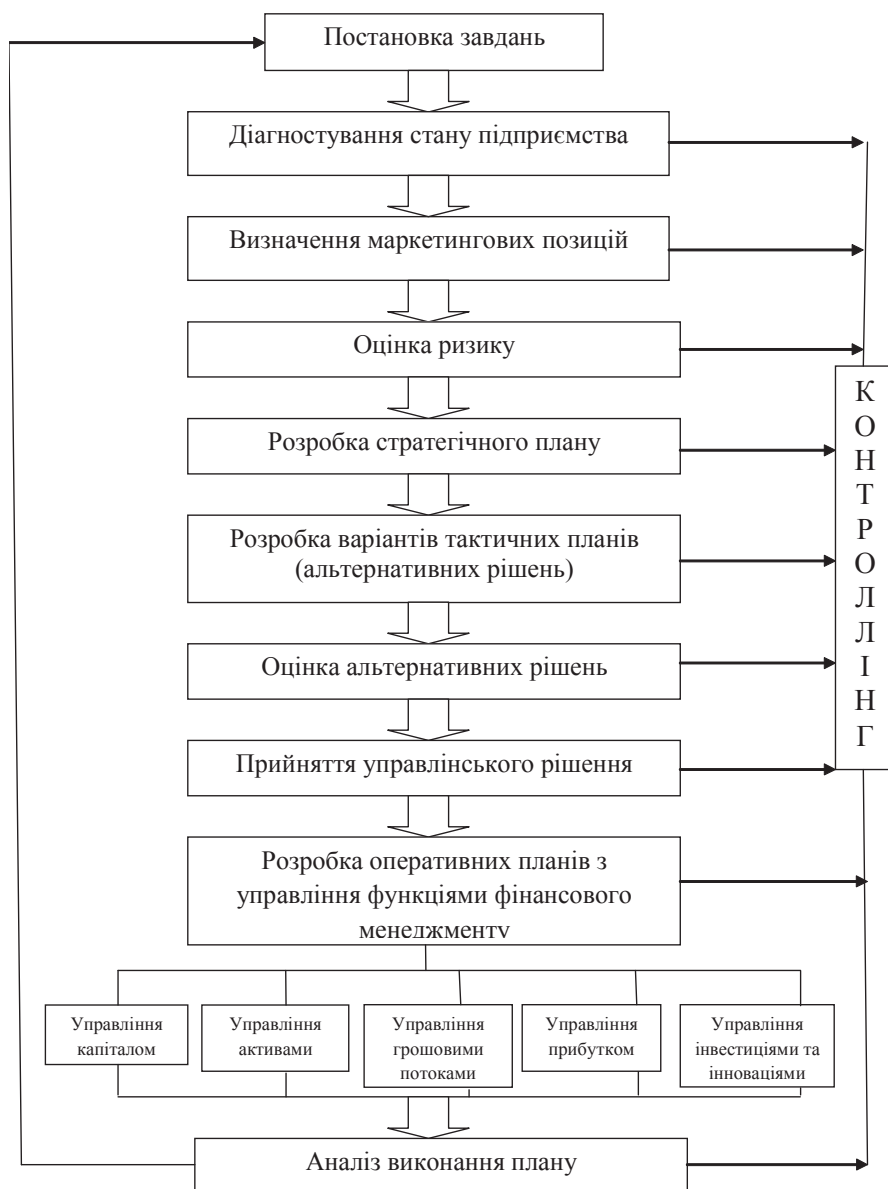 Постановка завдань
Діагностування стану підприємства
Визначення маркетингових позицій
Оцінка ризику
Розробка стратегічного плану
Розробка варіантів тактичних планів
(альтернативних рішень)
Оцінка альтернативних рішень
Прийняття управлінського рішення
Розробка оперативних планів з
управління функціями фінансового
менеджменту
Управління
капіталом
Управління
активами
Управління
грошовими
потоками
Управління
прибутком
Управління
інвестиціями та
інноваціями
Аналіз виконання плану
К
О
Н
Т
Р
О
Л
Л
І
Н
Г